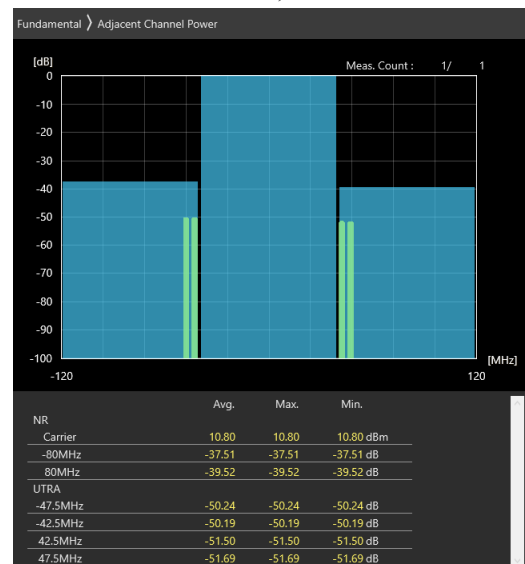 Fundamental 〉 Adjacent Channel Power
[dB]
Meas. Count : 1/ 1
0
-10
-20
-30
-40
-50
-60
-70
-80
-90
-100
[MHz]
-120 120
Avg. Max. Min.
NR
Carrier 10.80 10.80 10.80 dBm
-80MHz -37.51 -37.51 -37.51 dB
80MHz -39.52 -39.52 -39.52 dB
UTRA
-47.5MHz -50.24 -50.24 -50.24 dB
-42.5MHz -50.19 -50.19 -50.19 dB
42.5MHz -51.50 -51.50 -51.50 dB
47.5MHz -51.69 -51.69 -51.69 dB